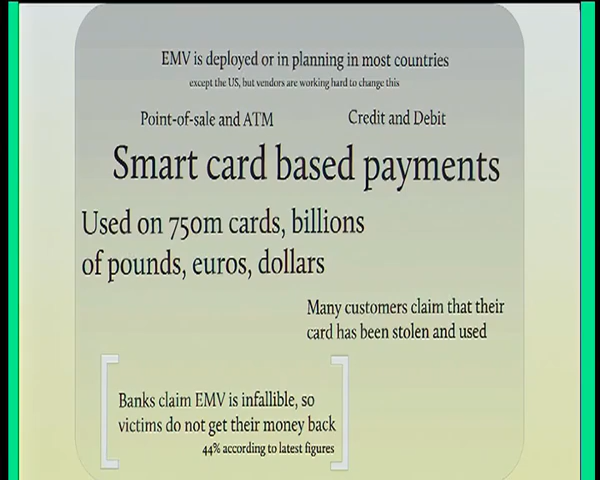 EMV is deployed or in planning in most countries
except the US, but vendors are working hard to change this
Point-of-sale and ATM
Credit and Debit
Smart card based payments
Used on 750m cards, billions
of pounds, euros, dollars
Many customers claim that their
card has been stolen and used
Banks claim EMV is infallible, so
victims do not get their money back
44% according to latest figures